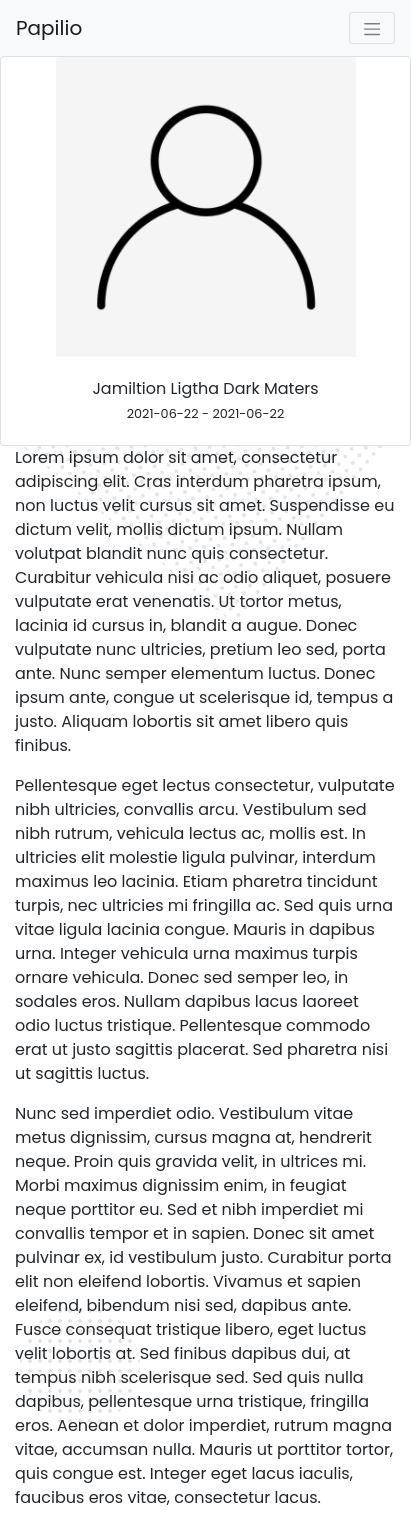 Papilio
Jamiltion Ligtha Dark Maters
2021-06-22 - 2021-06-22
Lorem ipsum dolor sit amet, consectetur
adipiscing elit. Cras interdum pharetra ipsum,
non luctus velit cursus sit amet. Suspendisse eu
dictum velit, mollis dictum ipsum. Nullam
volutpat blandit nunc quis consectetur.
Curabitur vehicula nisi ac odio aliquet, posuere
vulputate erat venenatis. Ut tortor metus,
lacinia id cursus in, blandit a augue. Donec
vulputate nunc ultricies, pretium leo sed, porta
ante. Nunc semper elementum luctus. Donec
ipsum ante, congue ut scelerisque id, tempus a
justo. Aliquam lobortis sit amet libero quis
finibus.
Pellentesque eget lectus consectetur, vulputate
nibh ultricies, convallis arcu. Vestibulum sed
nibh rutrum, vehicula lectus ac, mollis est. In
ultricies elit molestie ligula pulvinar, interdum
maximus leo lacinia. Etiam pharetra tincidunt
turpis, nec ultricies mi fringilla ac. Sed quis urna
vitae ligula lacinia congue. Mauris in dapibus
urna. Integer vehicula urna maximus turpis
ornare vehicula. Donec sed semper leo, in
sodales eros. Nullam dapibus lacus laoreet
odio luctus tristique. Pellentesque commodo
erat ut justo sagittis placerat. Sed pharetra nisi
ut sagittis luctus.
Nunc sed imperdiet odio. Vestibulum vitae
metus dignissim, cursus magna at, hendrerit
neque. Proin quis gravida velit, in ultrices mi.
Morbi maximus dignissim enim, in feugiat
neque porttitor eu. Sed et nibh imperdiet mi
convallis tempor et in sapien. Donec sit amet
pulvinar ex, id vestibulum justo. Curabitur porta
elit non eleifend lobortis. Vivamus et sapien
eleifend, bibendum nisi sed, dapibus ante.
Fusce consequat tristique libero, eget luctus
velit lobortis at. Sed finibus dapibus dui, at
tempus nibh scelerisque sed. Sed quis nulla
dapibus, pellentesque urna tristique, fringilla
eros. Aenean et dolor imperdiet, rutrum magna
vitae, accumsan nulla. Mauris ut porttitor tortor,
quis congue est. Integer eget lacus iaculis,
faucibus eros vitae, consectetur lacus.